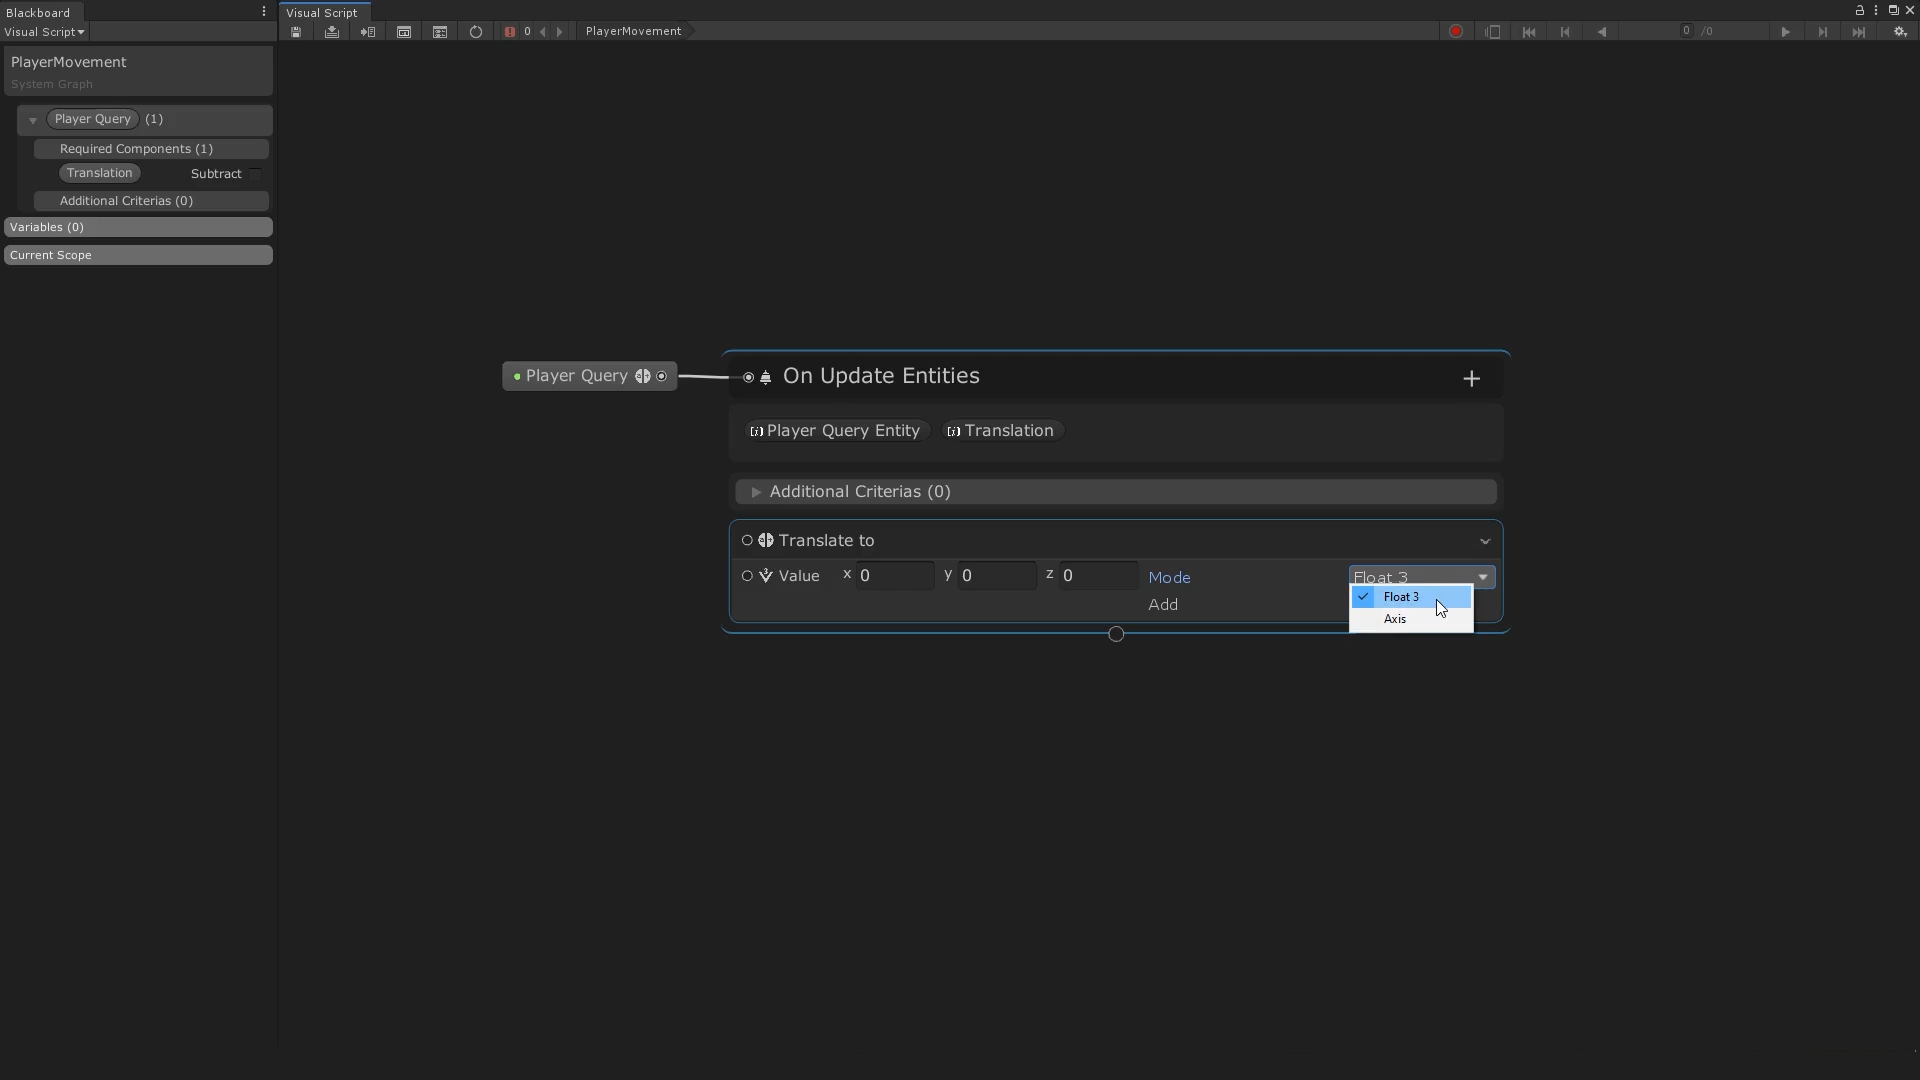 Blackboard
Visual Script
Visual Script
0
PlayerMovement
0 /0
PlayerMovement
System Graph
Player Query (1)
Required Components (1)
Translation Subtract
Additional Criterias (0)
Variables (0)
Current Scope
Player Query
On Update Entities
Player Query Entity Translation
Additional Criterias (0)
Translate to
Value x 0 y 0 z 0 Mode Float 3
Add
Float 3
Axis